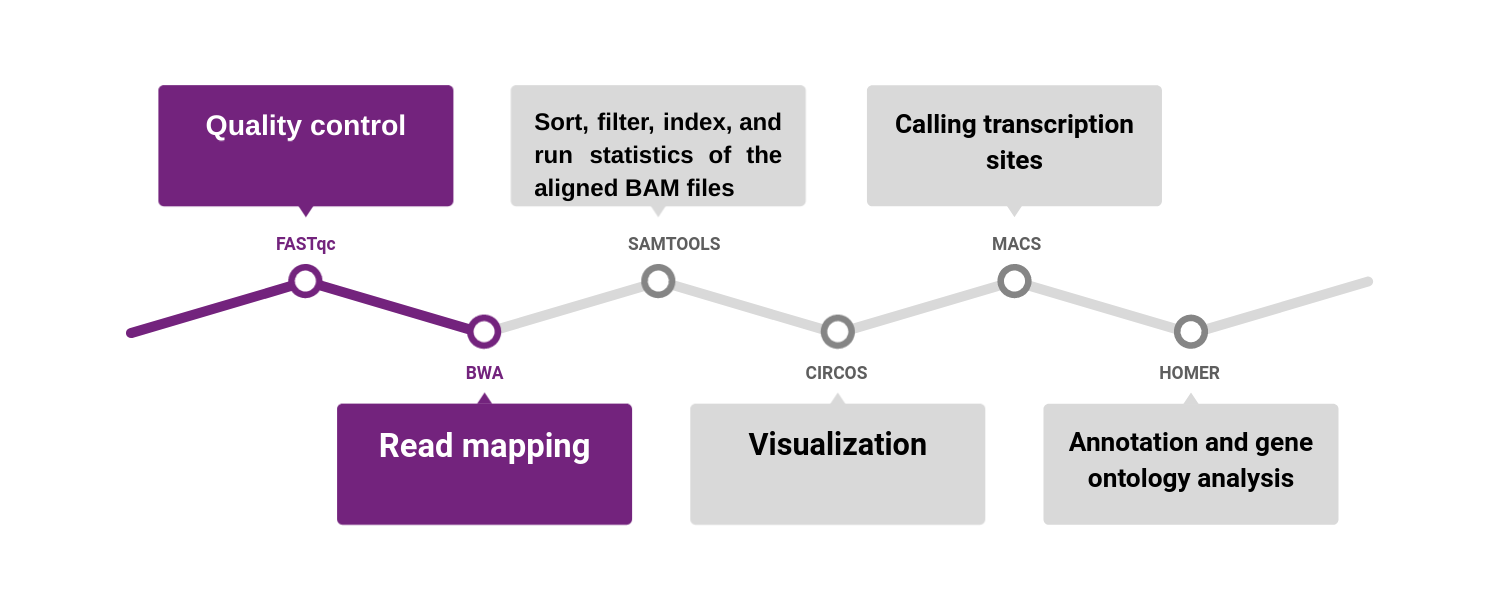 Quality control
FASTqc
BWA
Read mapping
Sort, filter, index, and
run statistics of the
aligned BAM files
SAMTOOLS
CIRCOS
Visualization
Calling transcription
sites
MACS
HOMER
Annotation and gene
ontology analysis